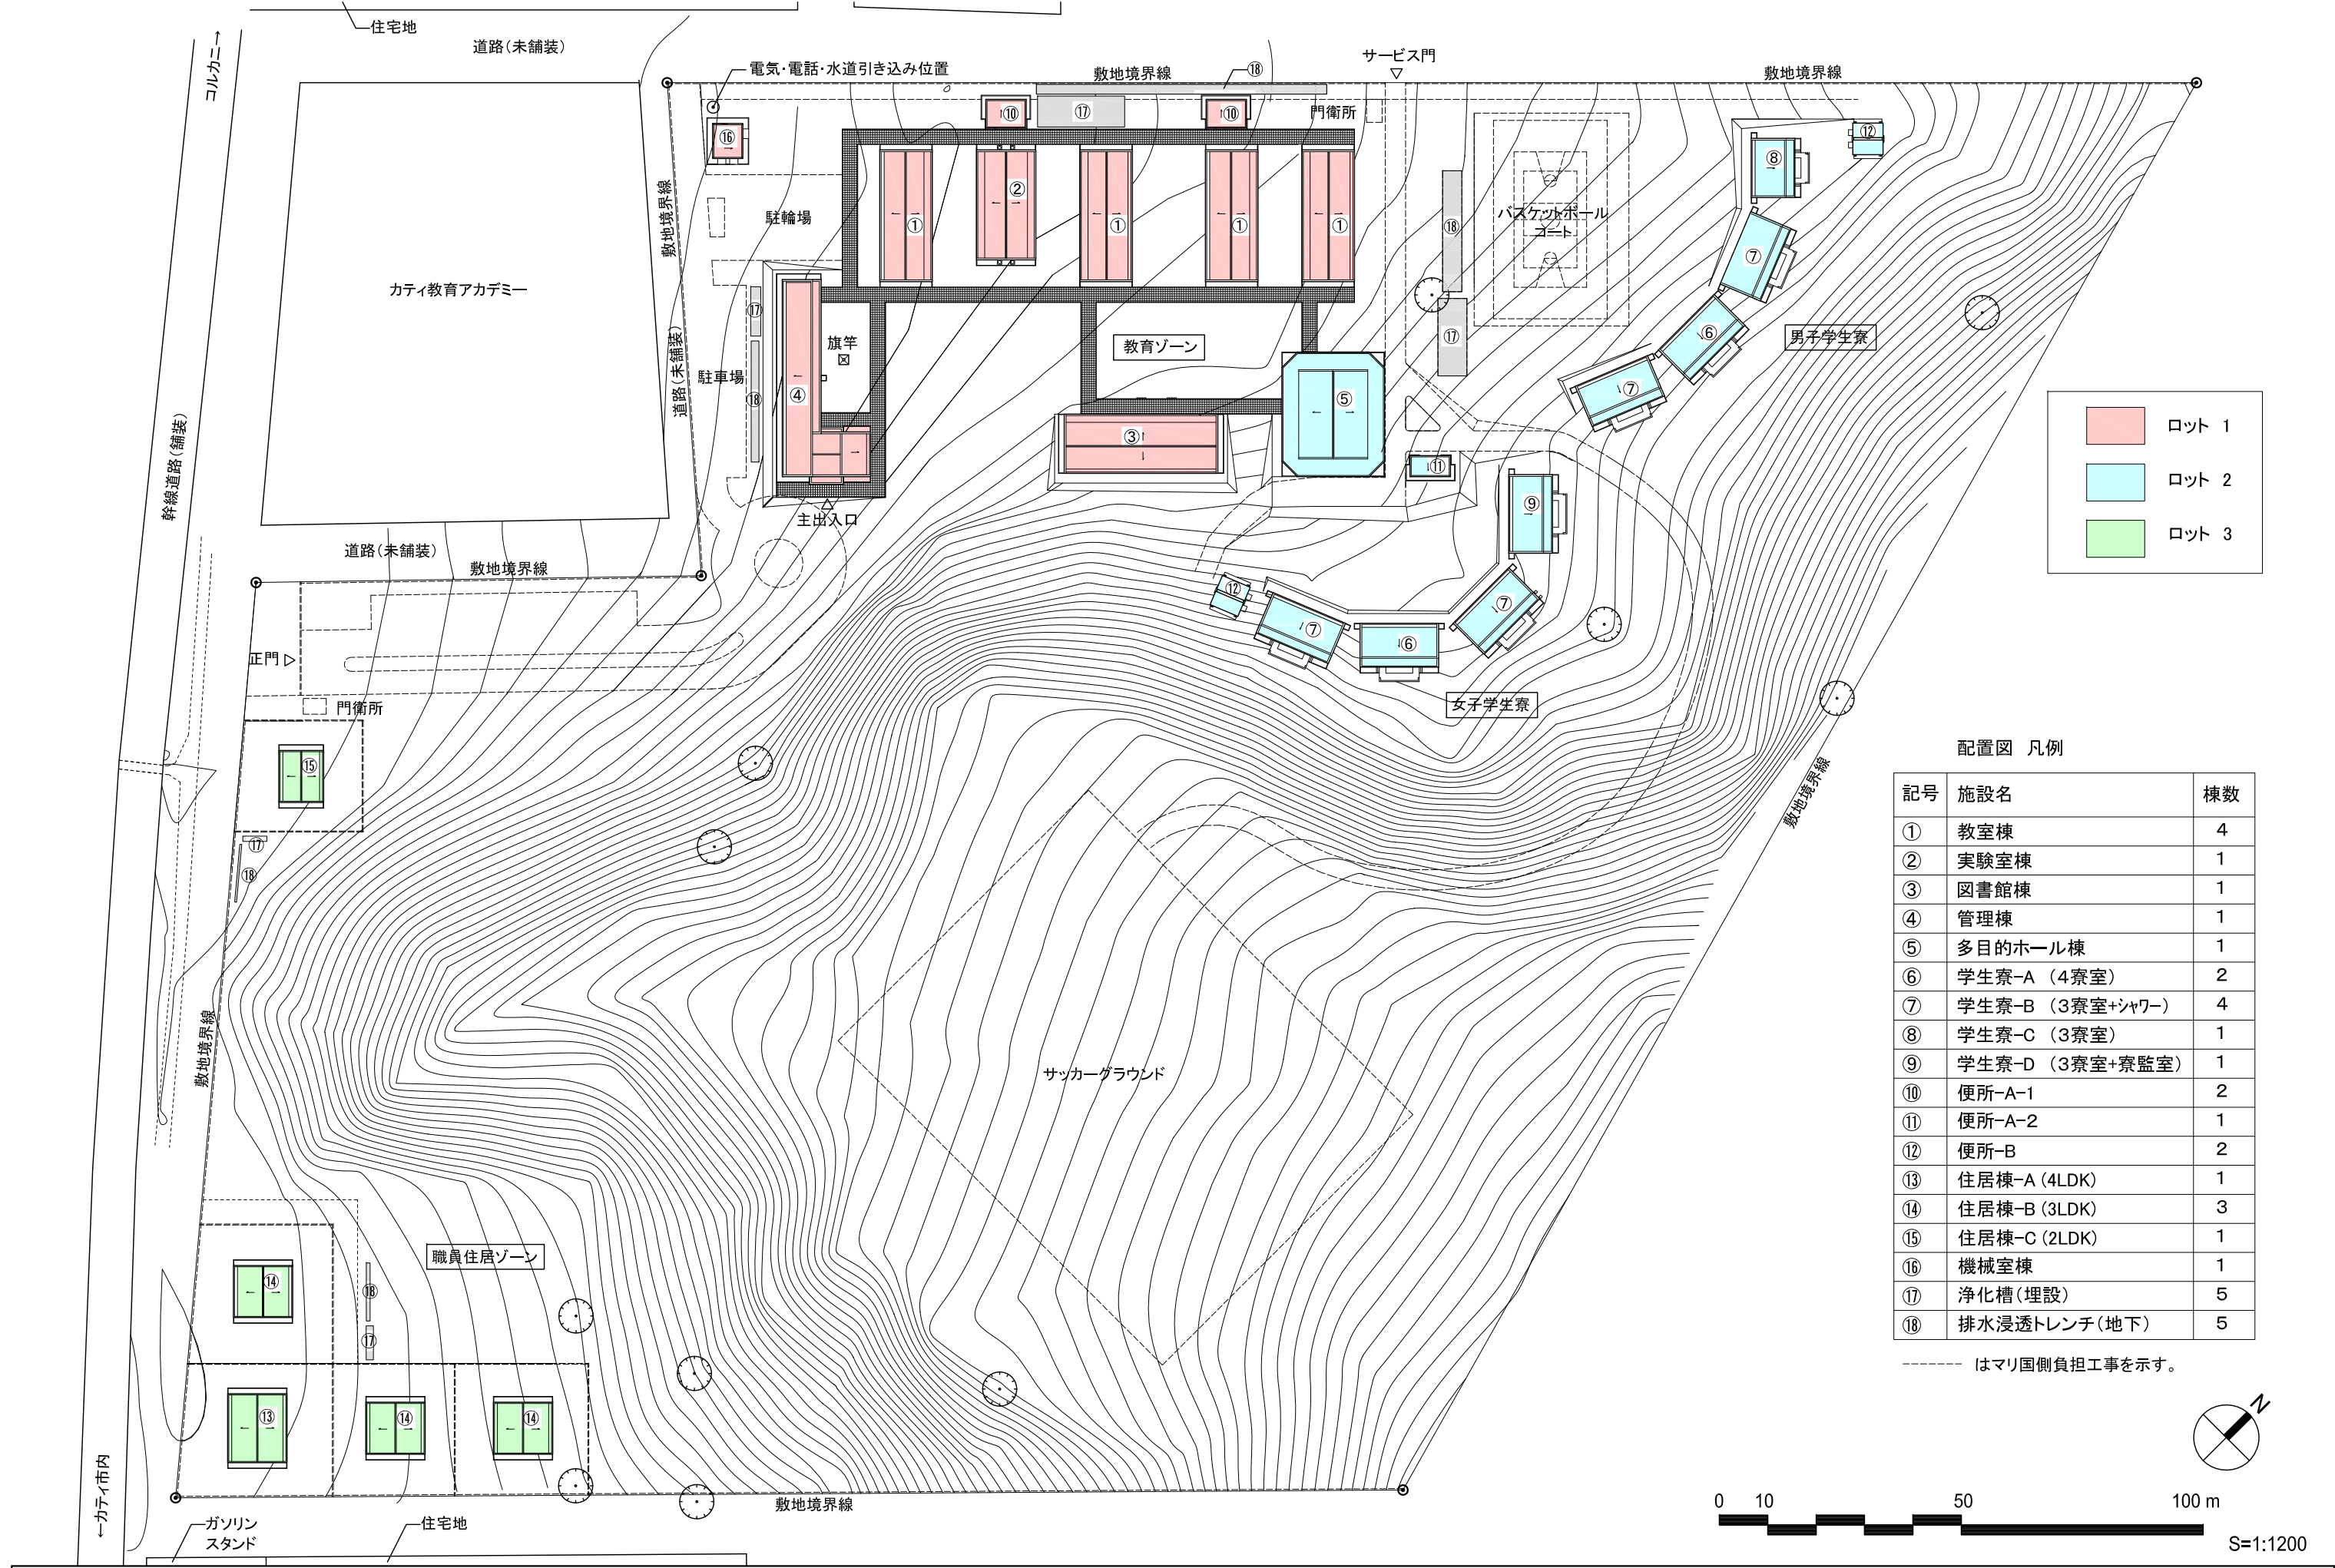 住宅地
道路(未舗装)
コルカニ→
電気・電話・水道引き込み位置
敷地境界線
⑱
サービス門
敷地境界線
⑩
⑰
⑩
門衛所
⑯
⑫
⑧
敷地境界線
①
②
①
①
①
駐輪場
⑱
バスケットボール
コート
⑦
カティ教育アカデミー
⑰
旗竿
教育ゾーン
⑰
⑥
男子学生寮
道路(未舗装)
駐車場
⑱
④
⑤
⑦
③
⑪
幹線道路(舗装)
主出入口
⑨
道路(未舗装)
敷地境界線
⑫
⑦
⑥
⑦
正門
門衛所
女子学生寮
⑮
⑰
⑱
敷地境界線
敷地境界線
サッカーグラウンド
職員住居ゾーン
⑭
⑱
⑰
⑬
⑭
⑭
敷地境界線
←カティ市内
ガソリン
スタンド
住宅地
ロット 1
ロット 2
ロット 3
配置図 凡例
記号 施設名 棟数
① 教室棟 4
② 実験室棟 1
③ 図書館棟 1
④ 管理棟 1
⑤ 多目的ホール棟 1
⑥ 学生寮-A (4寮室) 2
⑦ 学生寮-B (3寮室+シャワー) 4
⑧ 学生寮-C (3寮室) 1
⑨ 学生寮-D (3寮室+寮監室) 1
⑩ 便所-A-1 2
⑪ 便所-A-2 1
⑫ 便所-B 2
⑬ 住居棟-A (4LDK) 1
⑭ 住居棟-B (3LDK) 3
⑮ 住居棟-C (2LDK) 1
⑯ 機械室棟 1
⑰ 浄化槽(埋設) 5
⑱ 排水浸透トレンチ(地下) 5
はマリ国側負担工事を示す。
N
0 10 50 100 m
S=1:1200